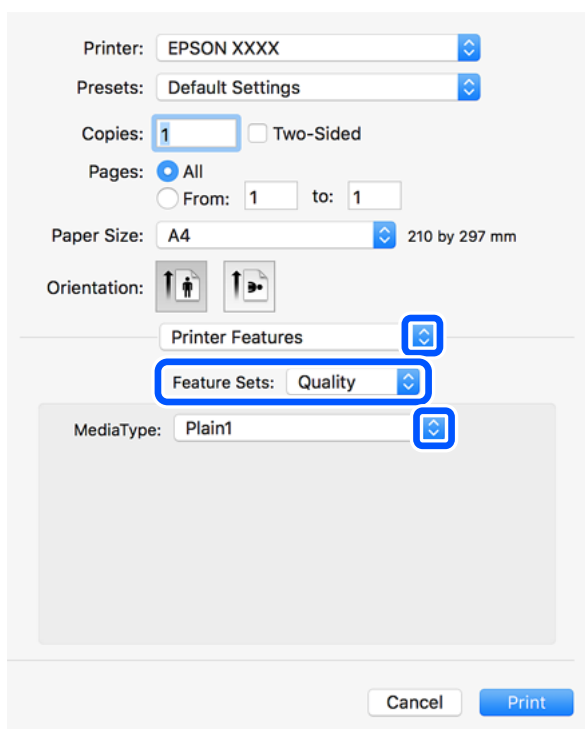 Printer: EPSON XXXX
Presets: Default Settings
Copies: 1 Two-Sided
Pages: All
From: 1 to: 1
Paper Size: A4 210 by 297 mm
Orientation:
Printer Features
Feature Sets: Quality
MediaType: Plain1
Cancel Print